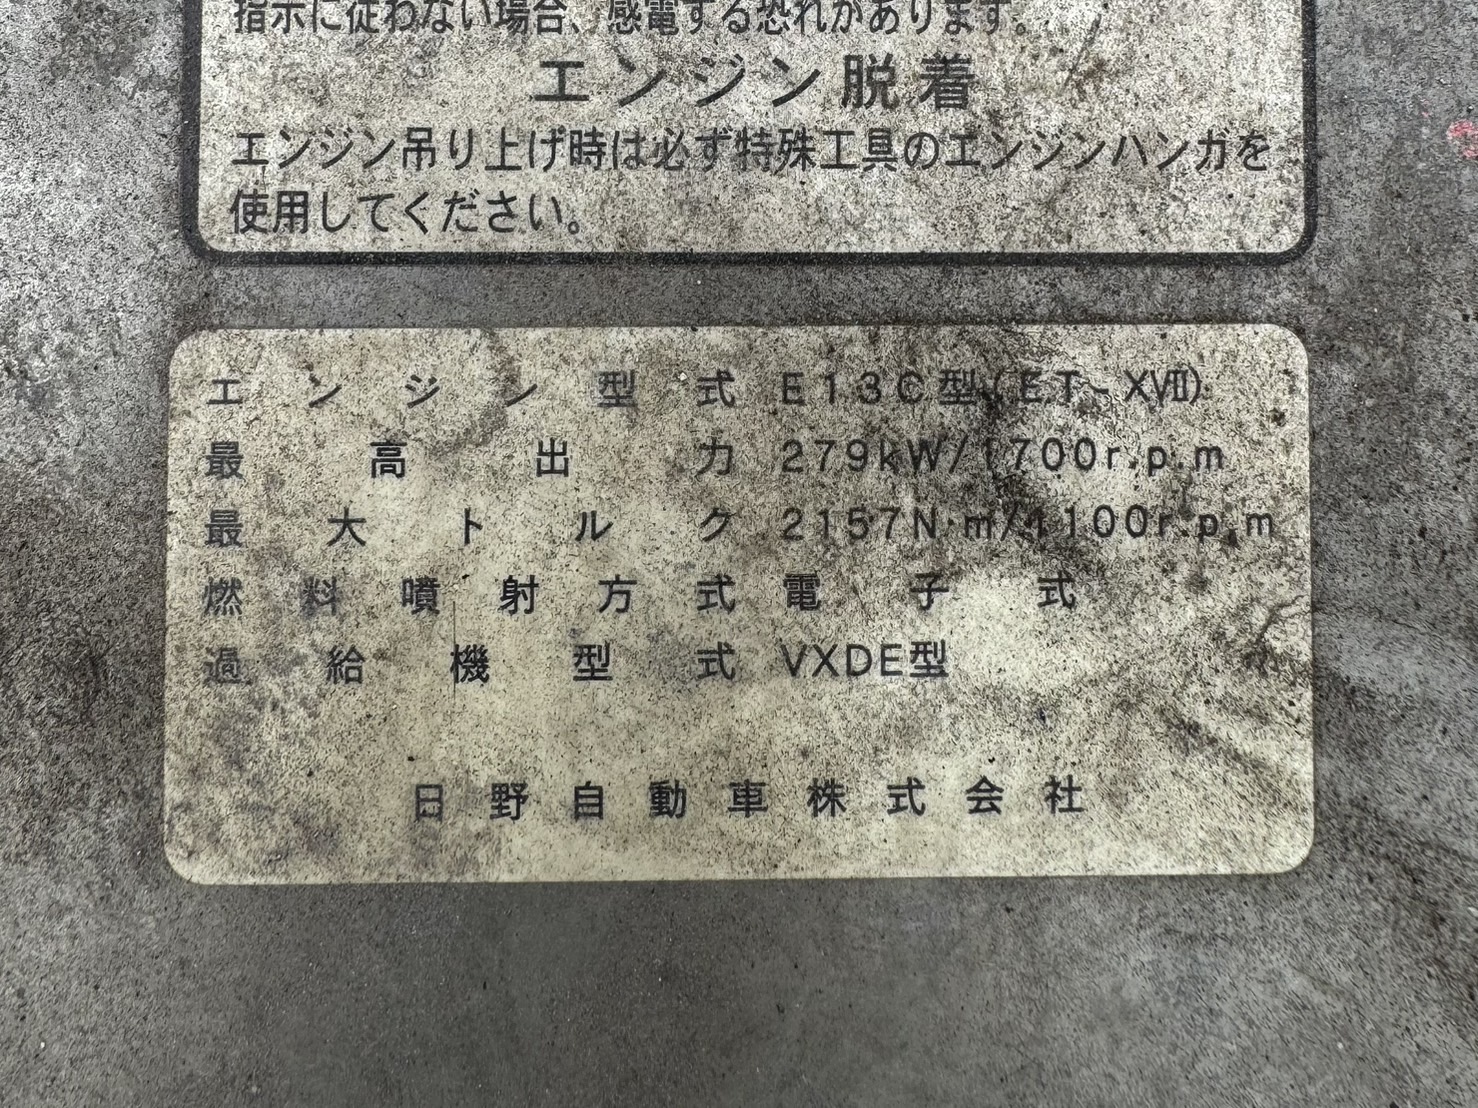 指示に従わない場合、感電する恐れがあります。
エンジン脱着
エンジン吊り上げ時は必ず特殊工具のエンジンハンガを
使用してください。
エンジン型式 E13C型(ET-XⅦ)
最高出力 279kW/1700r.p.m
最大トルク 2157N·m/1100r.p.m
燃料噴射方式 電子式
過給機型式 VXDE型
日野自動車株式会社